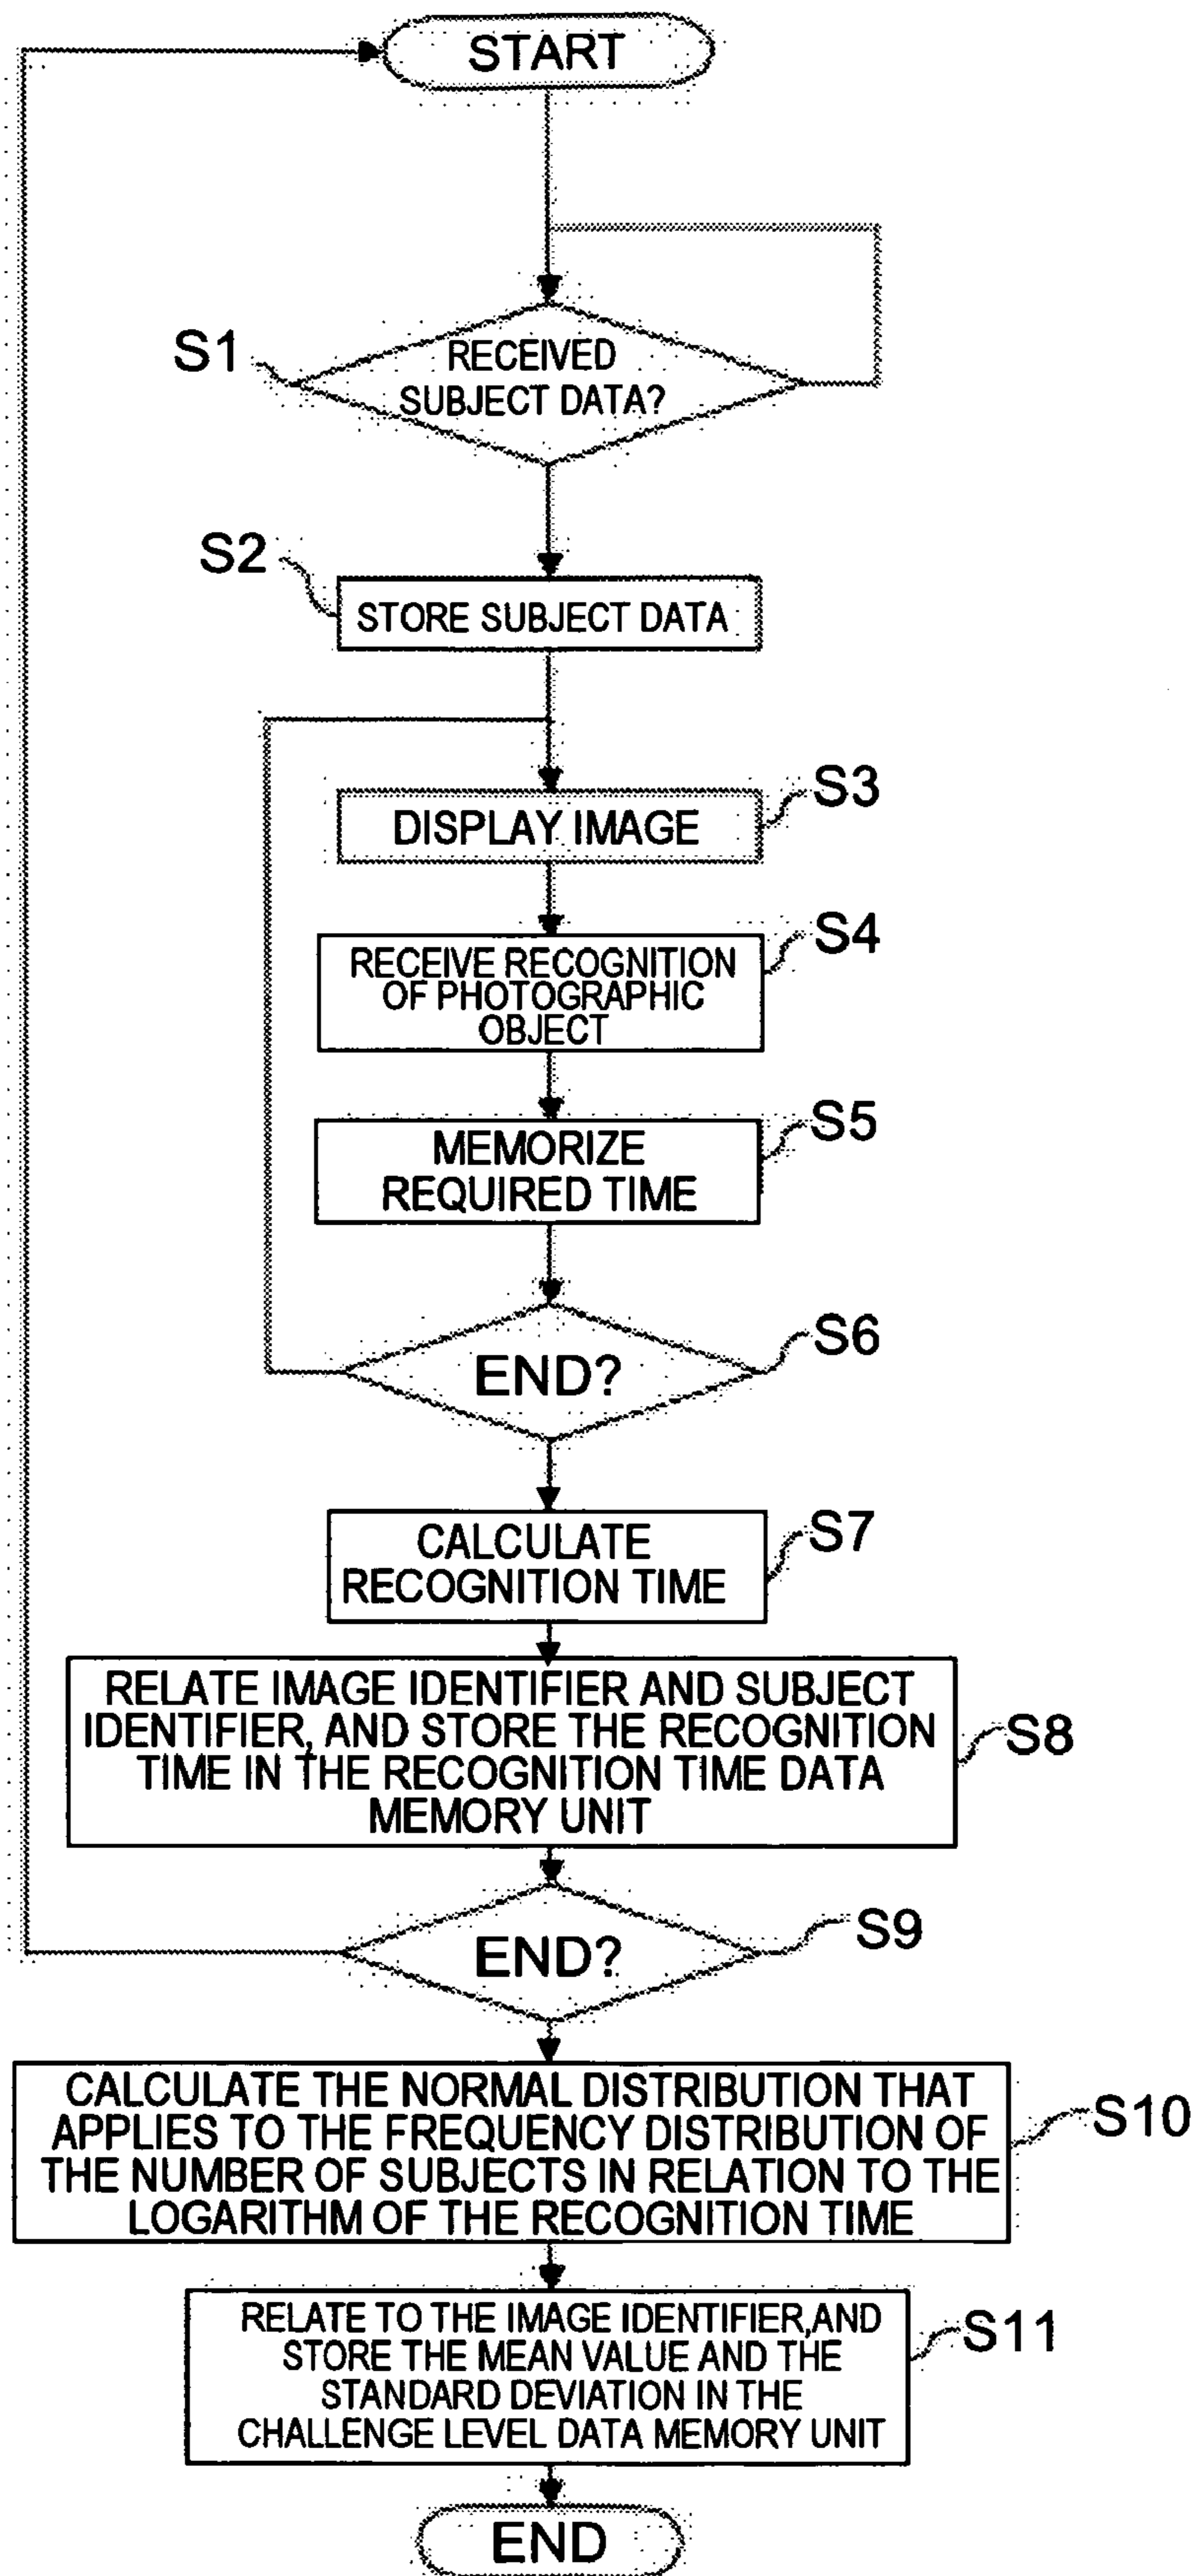 START
S1
RECEIVED
SUBJECT DATA?
S2
STORE SUBJECT DATA
S3
DISPLAY IMAGE
S4
RECEIVE RECOGNITION
OF PHOTOGRAPHIC
OBJECT
S5
MEMORIZE
REQUIRED TIME
S6
END?
S7
CALCULATE
RECOGNITION TIME
S8
RELATE IMAGE IDENTIFIER AND SUBJECT
IDENTIFIER, AND STORE THE RECOGNITION
TIME IN THE RECOGNITION TIME DATA
MEMORY UNIT
S9
END?
S10
CALCULATE THE NORMAL DISTRIBUTION THAT
APPLIES TO THE FREQUENCY DISTRIBUTION OF
THE NUMBER OF SUBJECTS IN RELATION TO THE
LOGARITHM OF THE RECOGNITION TIME
S11
RELATE TO THE IMAGE IDENTIFIER,AND
STORE THE MEAN VALUE AND THE
STANDARD DEVIATION IN THE
CHALLENGE LEVEL DATA MEMORY UNIT
END